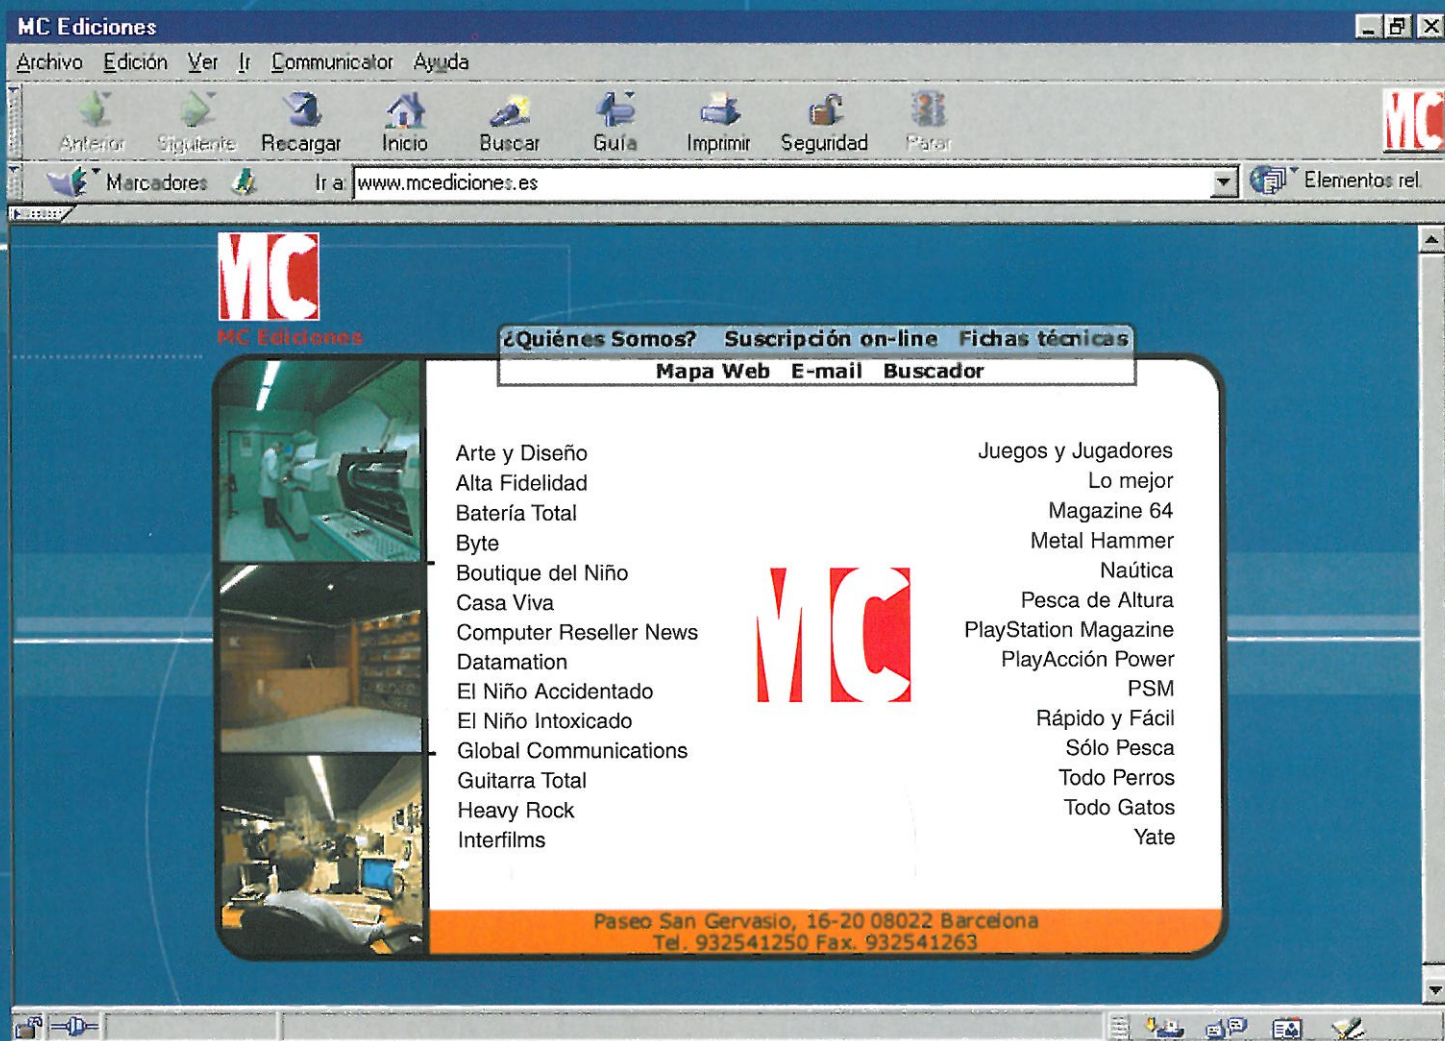 MC Ediciones
Archivo Edición Ver Ir Communicator Ayuda
Anterior Siguiente Recargar Inicio Buscar Guía Imprimir Seguridad Parar
MC
Marcadores Ir a: www.mcediciones.es Elementos rel.
MC
MC Ediciones
¿Quiénes Somos? Suscripción on-line Fichas técnicas
Mapa Web E-mail Buscador
Arte y Diseño
Alta Fidelidad
Batería Total
Byte
Boutique del Niño
Casa Viva
Computer Reseller News
Datamation
El Niño Accidentado
El Niño Intoxicado
Global Communications
Guitarra Total
Heavy Rock
Interfilms
MC
Juegos y Jugadores
Lo mejor
Magazine 64
Metal Hammer
Naútica
Pesca de Altura
PlayStation Magazine
PlayAcción Power
PSM
Rápido y Fácil
Sólo Pesca
Todo Perros
Todo Gatos
Yate
Paseo San Gervasio, 16-20 08022 Barcelona
Tel. 932541250 Fax. 932541263